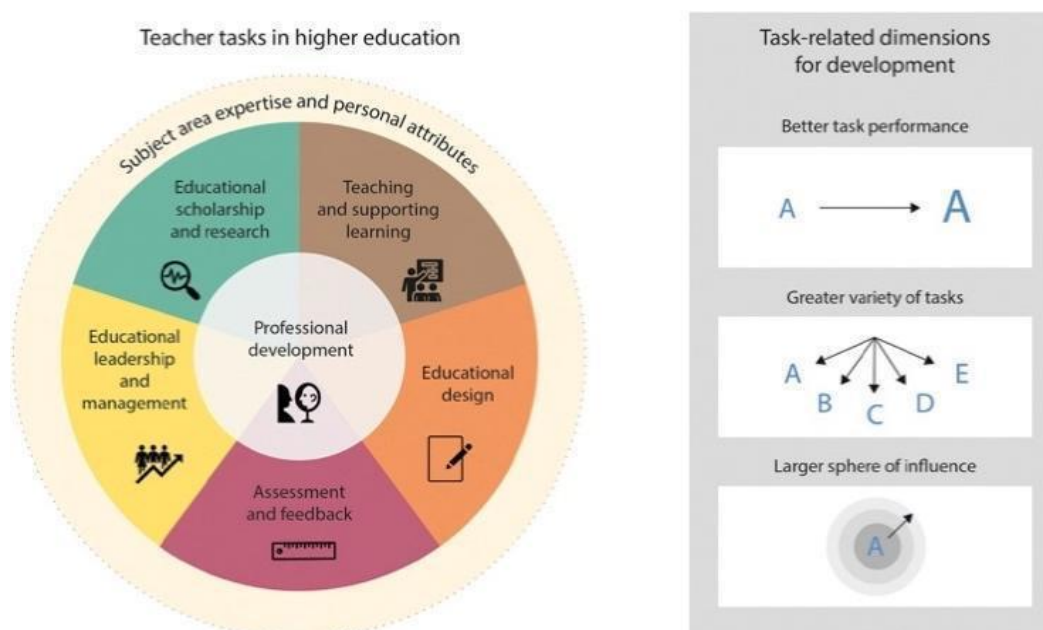 Teacher tasks in higher education
Subject area expertise and personal attributes
Educational
scholarship
and research
Teaching
and supporting
learning
Educational
leadership
and
management
Professional
development
Educational
design
Assessment
and feedback
Task-related dimensions
for development
Better task performance
A
A
Greater variety of tasks
A
B
C
D
E
Larger sphere of influence
A